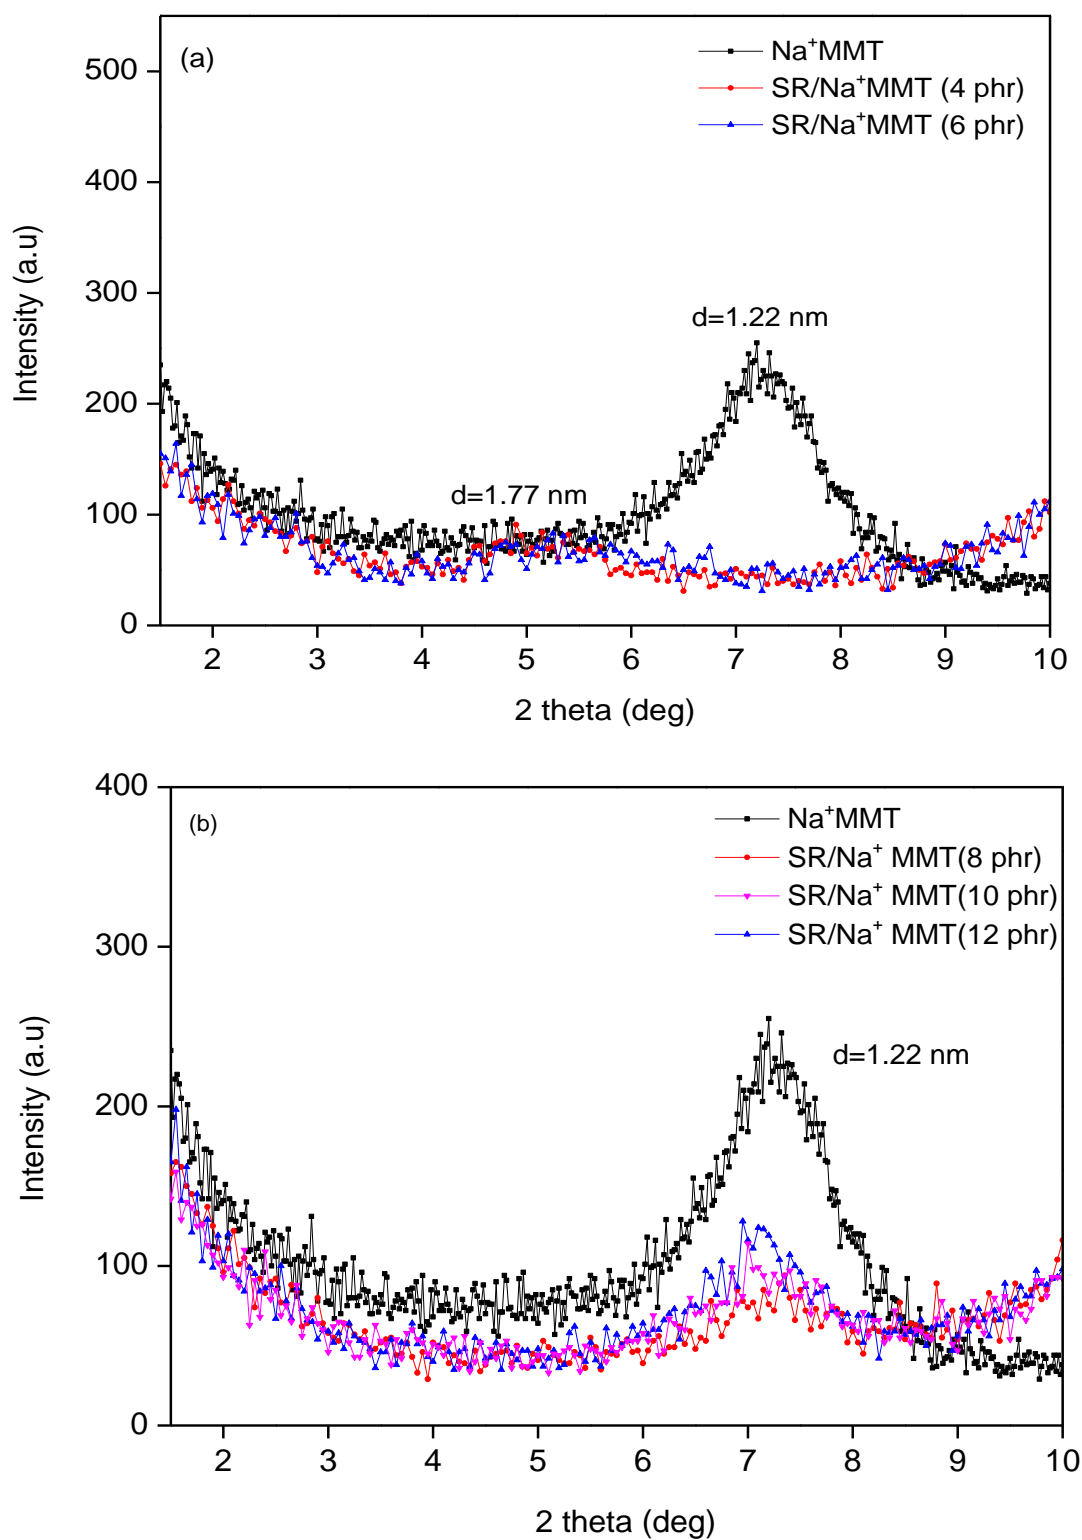 (a)
Na⁺MMT
SR/Na⁺MMT (4 phr)
SR/Na⁺MMT (6 phr)
500
400
300
200
100
0
Intensity (a.u)
d=1.22 nm
d=1.77 nm
2 3 4 5 6 7 8 9 10
2 theta (deg)
(b)
Na⁺MMT
SR/Na⁺ MMT(8 phr)
SR/Na⁺ MMT(10 phr)
SR/Na⁺ MMT(12 phr)
400
300
200
100
0
Intensity (a.u)
d=1.22 nm
2 3 4 5 6 7 8 9 10
2 theta (deg)